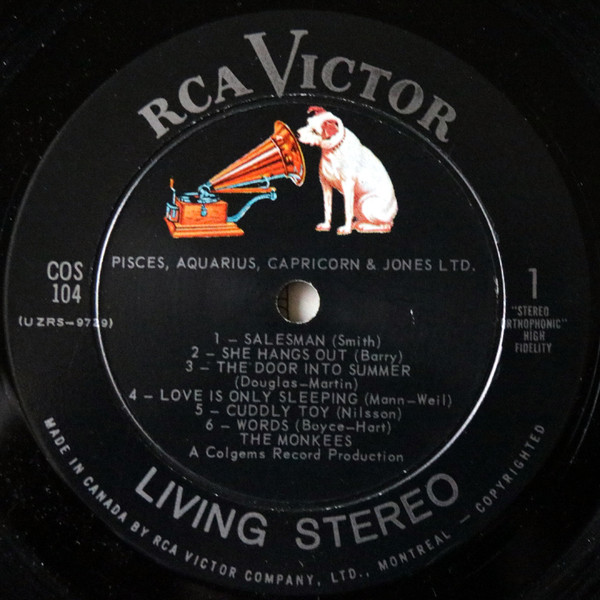 RCA VICTOR
PISCES, AQUARIUS, CAPRICORN & JONES LTD.
COS
104
(UZRS-9739)
1
"STEREO
ORTHOPHONIC"
HIGH
FIDELITY
1 - SALESMAN (Smith)
2 - SHE HANGS OUT (Barry)
3 - THE DOOR INTO SUMMER
(Douglas-Martin)
4 - LOVE IS ONLY SLEEPING (Mann-Weil)
5 - CUDDLY TOY (Nilsson)
6 - WORDS (Boyce-Hart)
THE MONKEES
A Colgems Record Production
LIVING STEREO
MADE IN CANADA BY RCA VICTOR COMPANY, LTD., MONTREAL - COPYRIGHTED